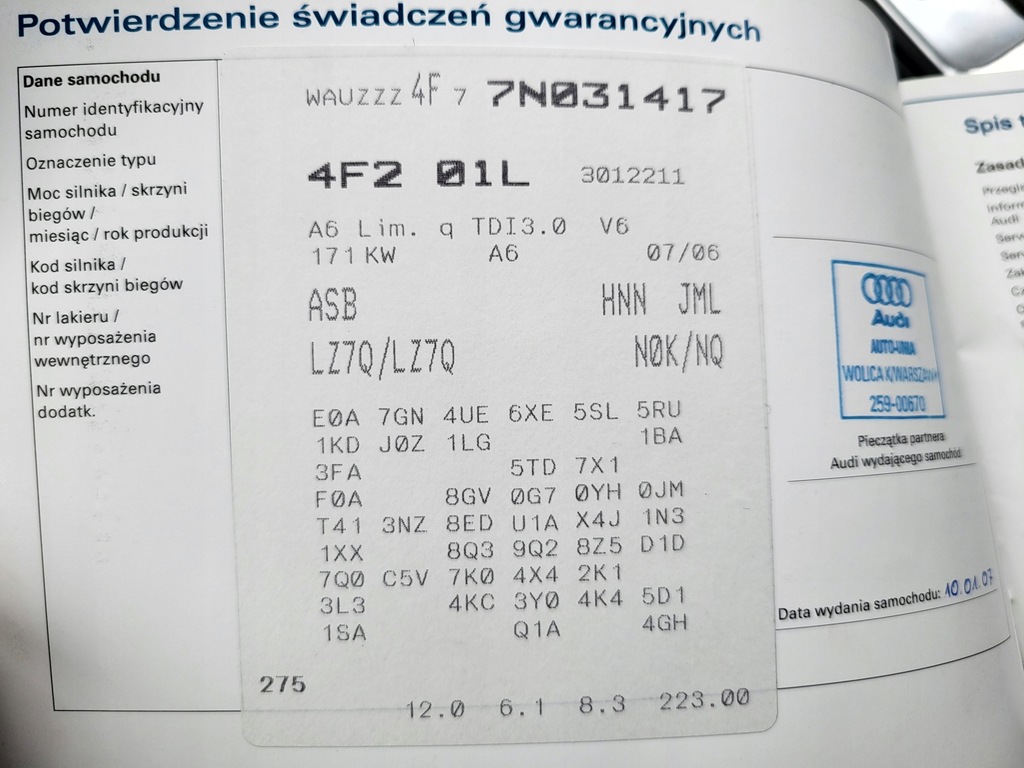 Potwierdzenie świadczeń gwarancyjnych
Dane samochodu
Numer identyfikacyjny
samochodu
Oznaczenie typu
Moc silnika / skrzyni
biegów /
miesiąc / rok produkcji
Kod silnika /
kod skrzyni biegów
Nr lakieru /
nr wyposażenia
wewnętrznego
Nr wyposażenia
dodatk.
WAUZZZ 4F 7 7N031417
4F2 01L 3012211
A6 Lim. q TDI3.0 V6
171 KW A6 07/06
ASB HNN JML
LZ7Q/LZ7Q N0K/NQ
E0A 7GN 4UE 6XE 5SL 5RU
1KD J0Z 1LG 1BA
3FA 5TD 7X1
F0A 8GV 0G7 0YH 0JM
T41 3NZ 8ED U1A X4J 1N3
1XX 8Q3 9Q2 8Z5 D1D
7Q0 C5V 7K0 4X4 2K1
3L3 4KC 3Y0 4K4 5D1
1SA Q1A 4GH
275
12.0 6.1 8.3 223.00
Audi
AUTO-UNIA
WOLICA K/WARSZAWY
259-00670
Pieczątka partnera
Audi wydającego samochód
Data wydania samochodu: 10.01.07
Spis
Zasad
Audi